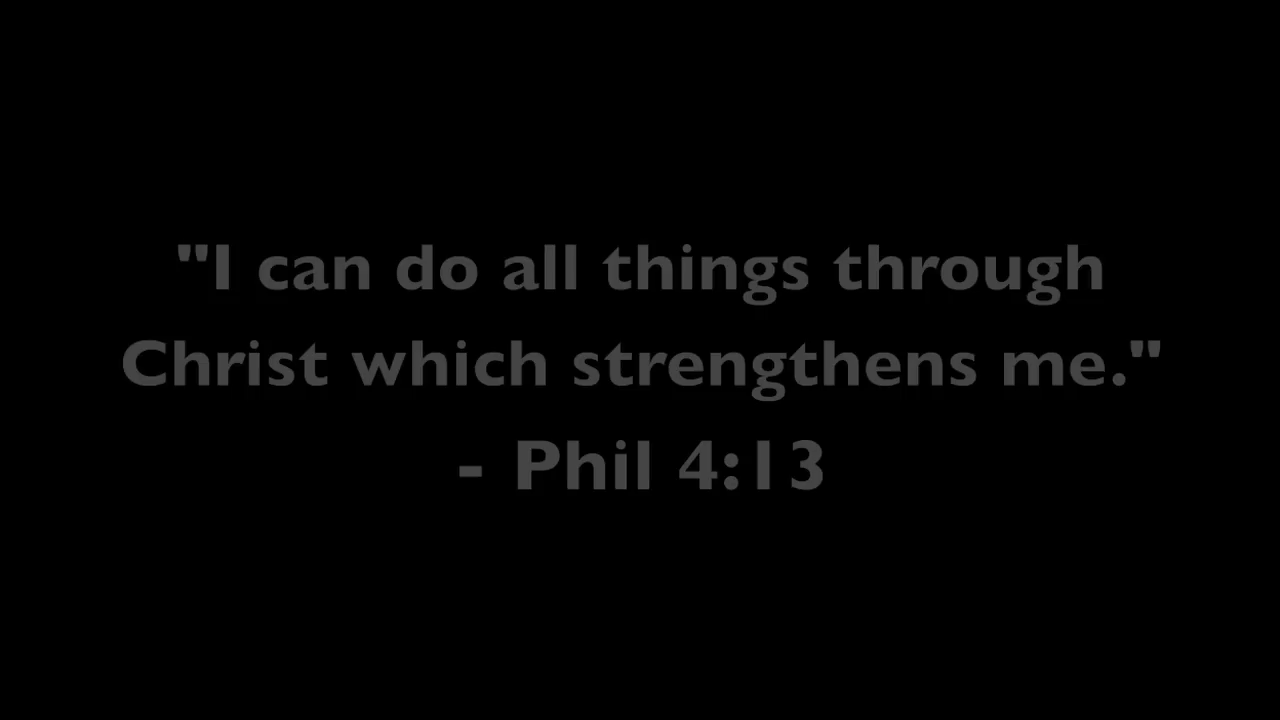 "I can do all things through
Christ which strengthens me."
- Phil 4:13